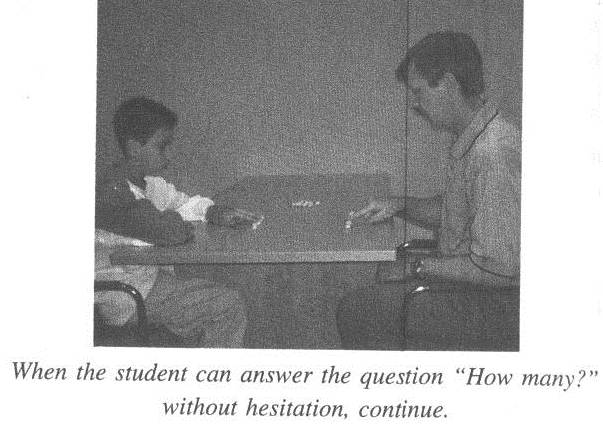 When the student can answer the question “How many?”
without hesitation, continue.